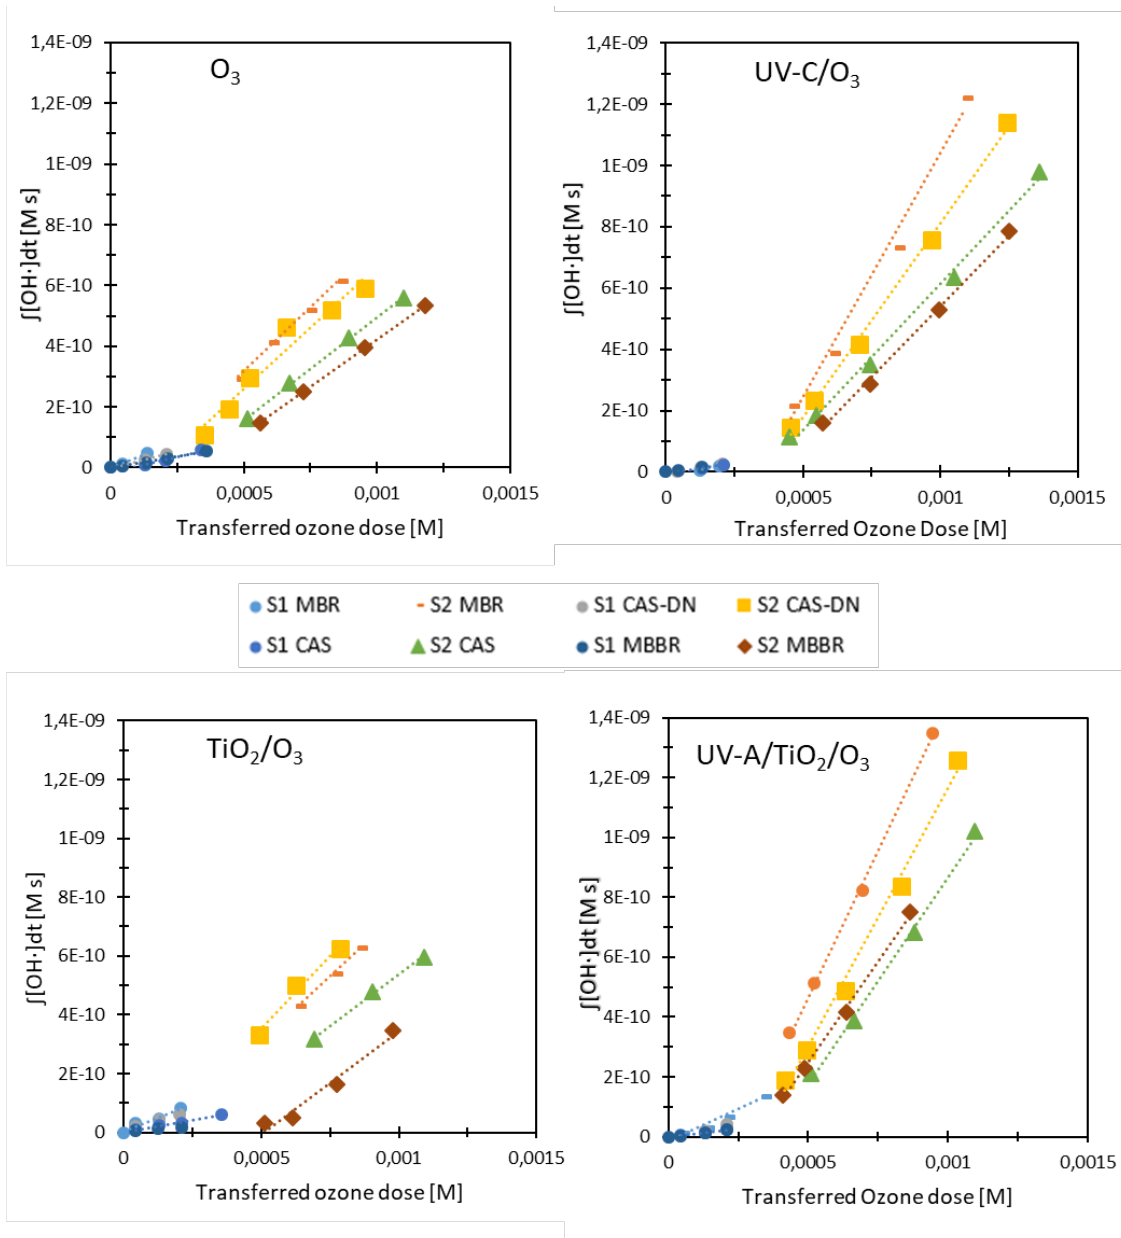 O3
1,4E-09
1,2E-09
1E-09
8E-10
6E-10
4E-10
2E-10
0
∫[OH·]dt [M s]
0 0,0005 0,001 0,0015
Transferred ozone dose [M]
UV-C/O3
1,4E-09
1,2E-09
1E-09
8E-10
6E-10
4E-10
2E-10
0
∫[OH·]dt [M s]
0 0,0005 0,001 0,0015
Transferred Ozone Dose [M]
S1 MBR S2 MBR S1 CAS-DN S2 CAS-DN
S1 CAS S2 CAS S1 MBBR S2 MBBR
TiO2/O3
1,4E-09
1,2E-09
1E-09
8E-10
6E-10
4E-10
2E-10
0
∫[OH·]dt [M s]
0 0,0005 0,001 0,0015
Transferred ozone dose [M]
UV-A/TiO2/O3
1,4E-09
1,2E-09
1E-09
8E-10
6E-10
4E-10
2E-10
0
∫[OH·]dt [M s]
0 0,0005 0,001 0,0015
Transferred Ozone dose [M]